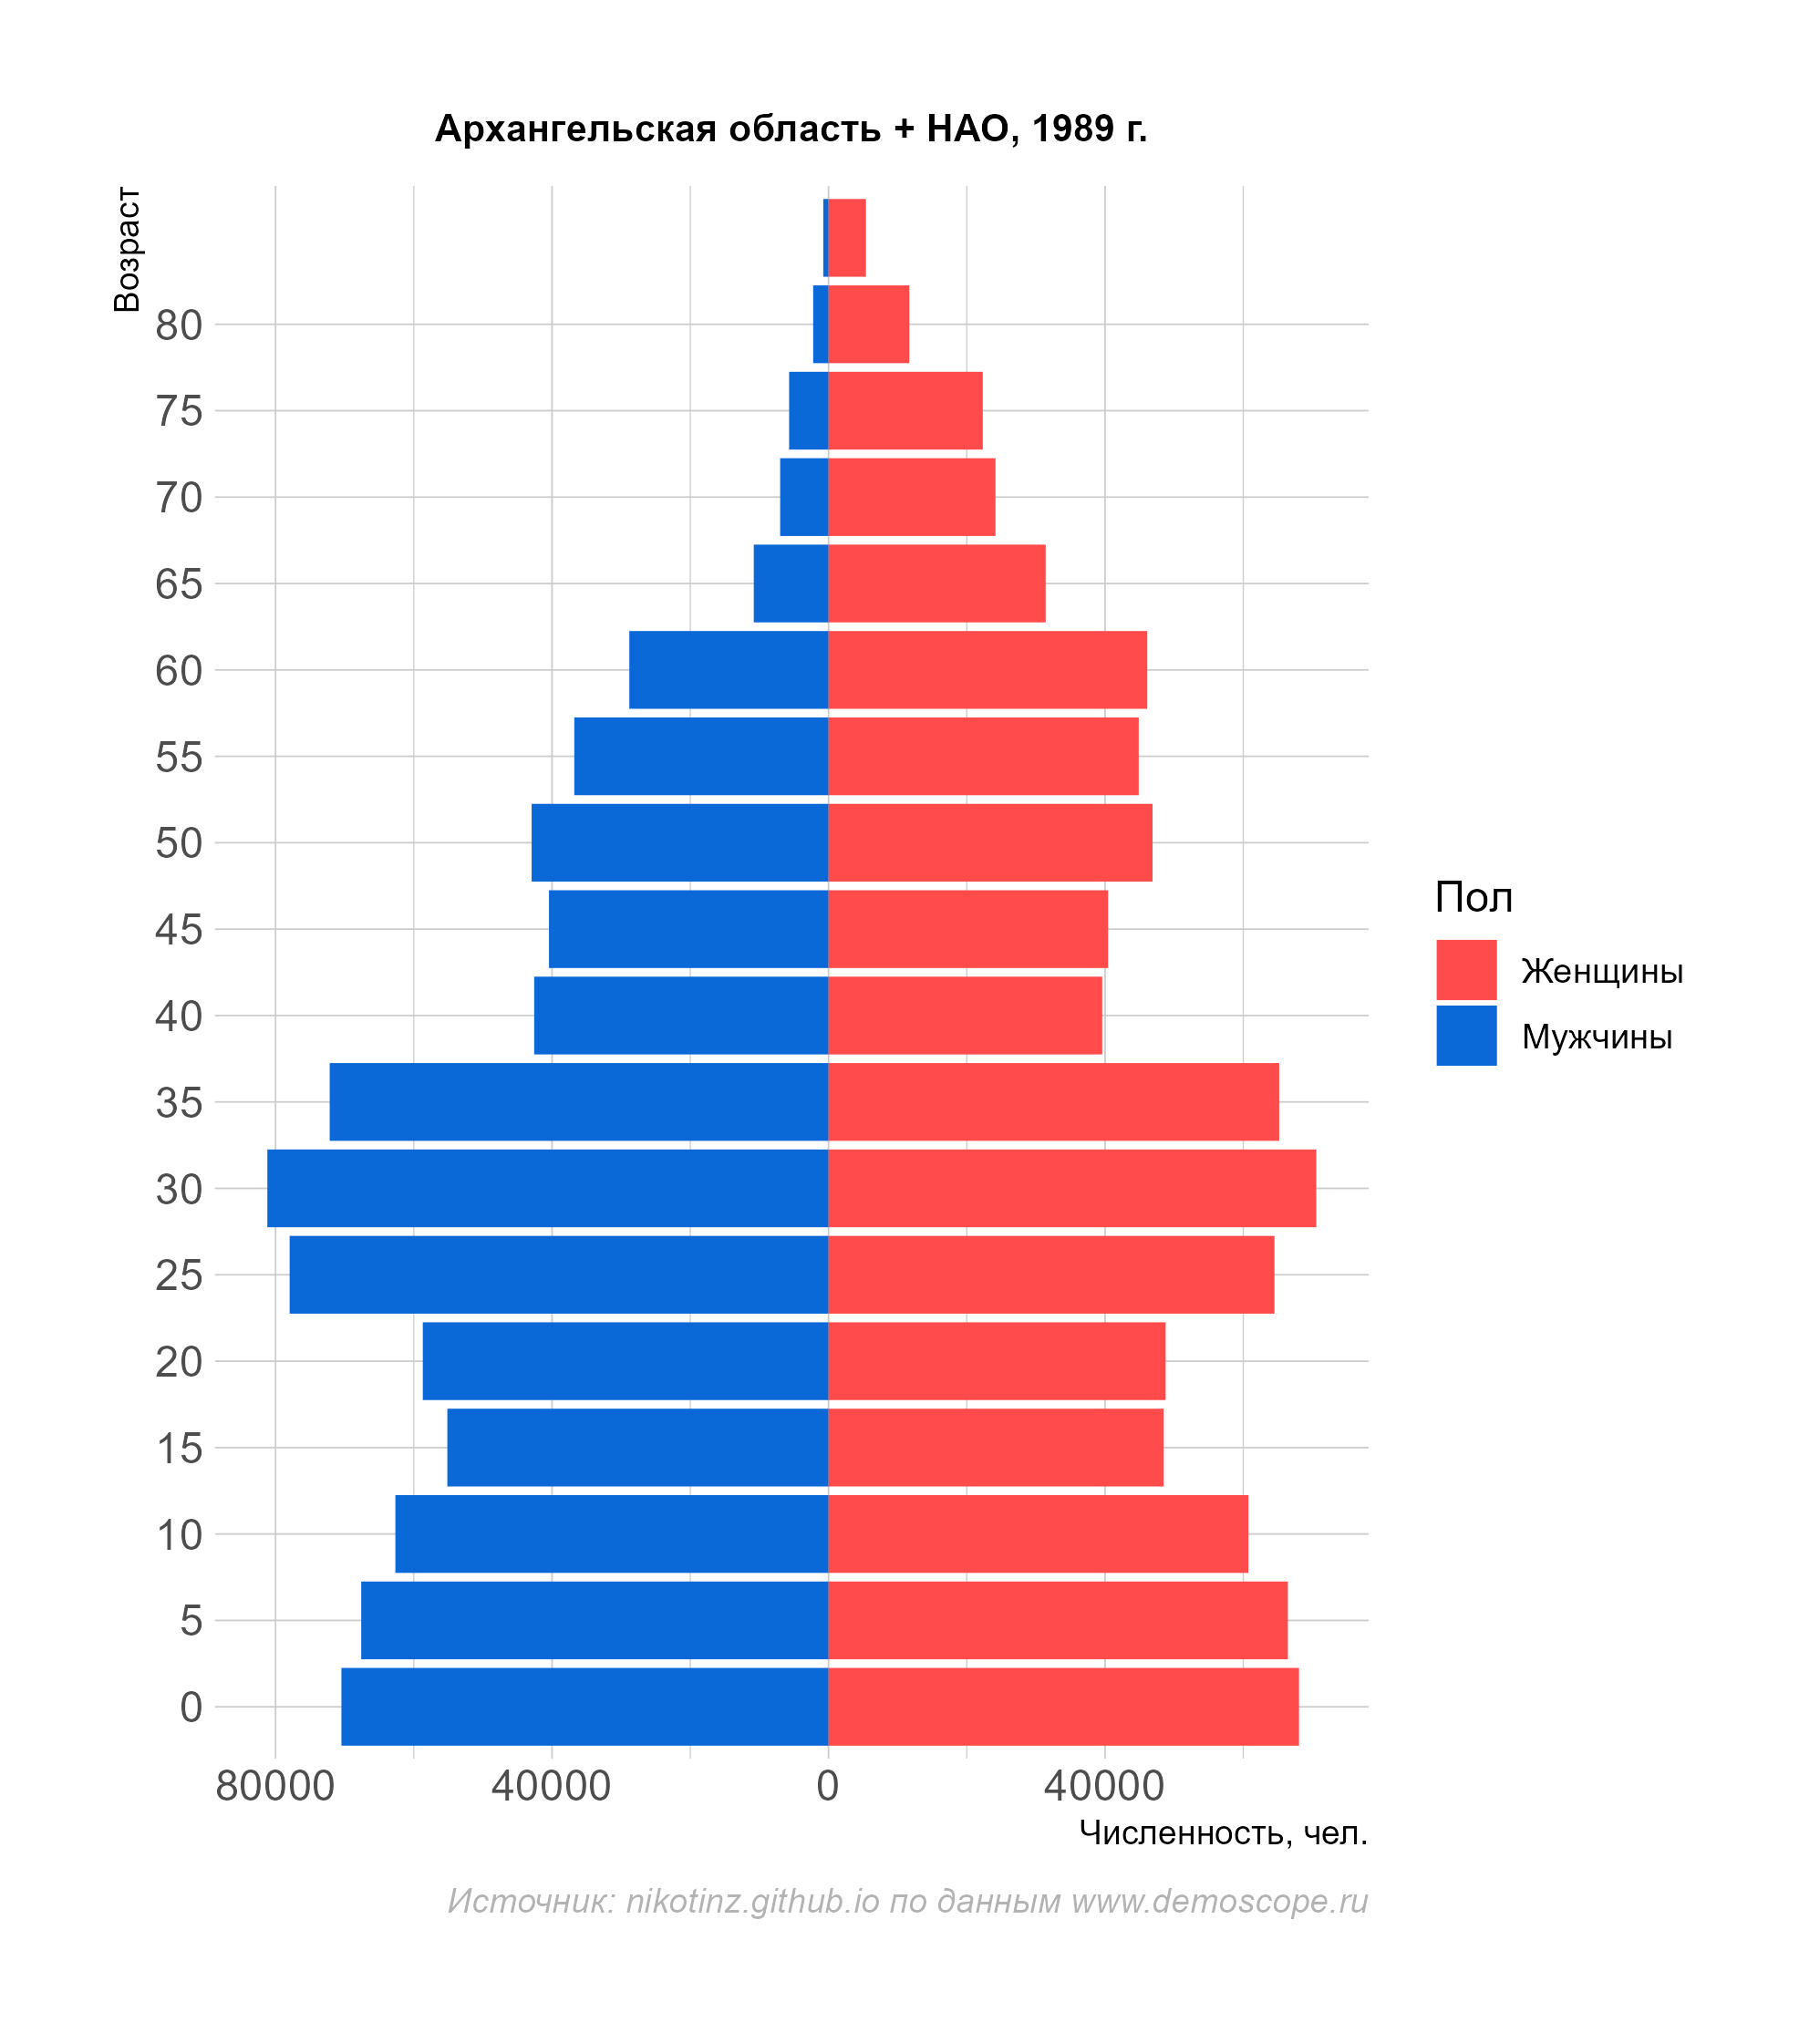 Архангельская область + НАО, 1989 г.
Возраст
80
75
70
65
60
55
50
45
40
35
30
25
20
15
10
5
0
80000 40000 0 40000
Численность, чел.
Пол
Женщины
Мужчины
Источник: nikotinz.github.io по данным www.demoscope.ru